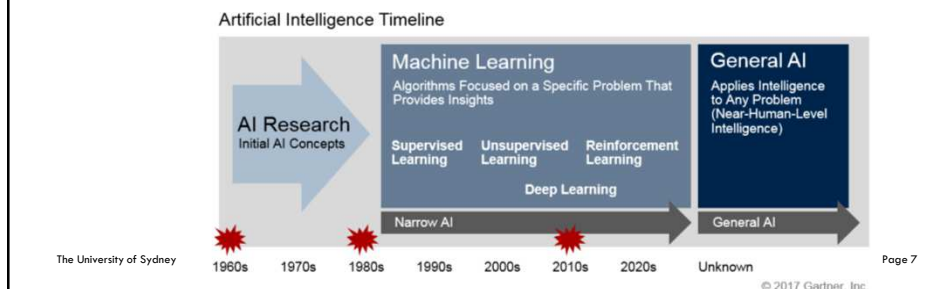 Artificial Intelligence Timeline
AI Research
Initial AI Concepts
Machine Learning
Algorithms Focused on a Specific Problem That
Provides Insights
Supervised
Learning
Unsupervised
Learning
Reinforcement
Learning
Deep Learning
Narrow AI
General AI
Applies Intelligence
to Any Problem
(Near-Human-Level
Intelligence)
General AI
1960s 1970s 1980s 1990s 2000s 2010s 2020s Unknown
The University of Sydney
Page 7
© 2017 Gartner, Inc.